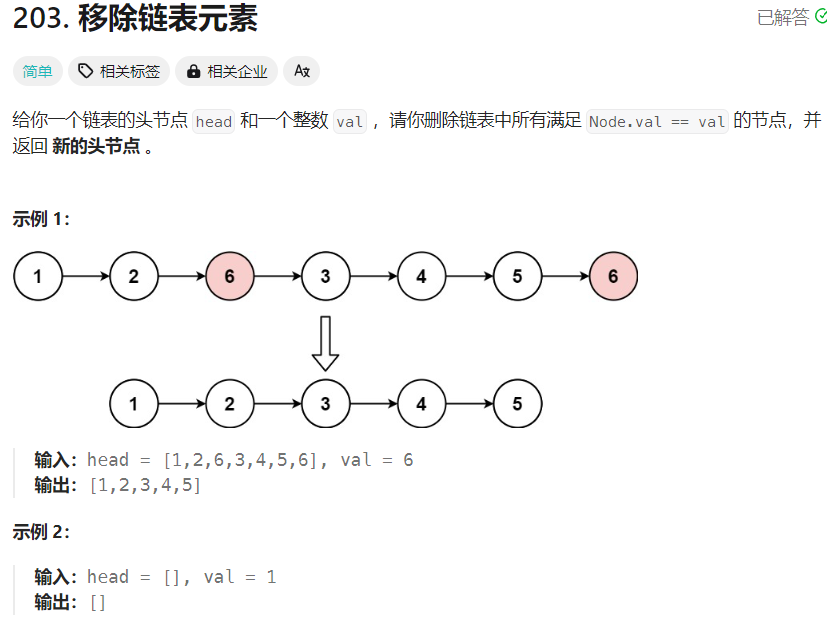 203. 移除链表元素
已解答
简单 相关标签 相关企业
给你一个链表的头节点 head 和一个整数 val ，请你删除链表中所有满足 Node.val == val 的节点，并
返回 新的头节点 。
示例 1：
1 2 6 3 4 5 6
1 2 3 4 5
输入：head = [1,2,6,3,4,5,6], val = 6
输出：[1,2,3,4,5]
示例 2：
输入：head = [], val = 1
输出：[]